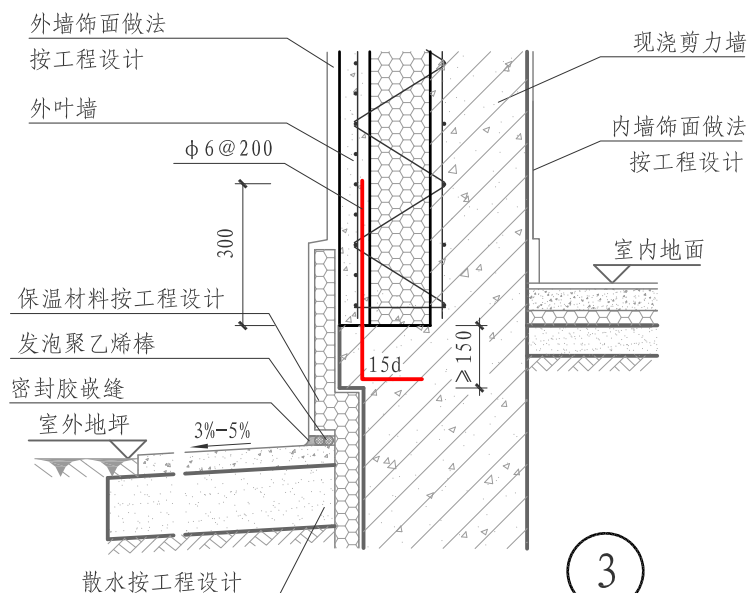 外墙饰面做法
按工程设计
外叶墙
ϕ6@200
300
保温材料按工程设计
发泡聚乙烯棒
密封胶嵌缝
室外地坪
3%-5%
散水按工程设计
15d
≥150
现浇剪力墙
内墙饰面做法
按工程设计
室内地面
3